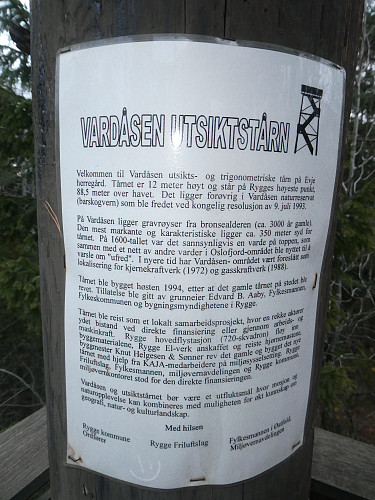 VARDÅSEN UTSIKTSTÅRN
Velkommen til Vardåsen utsikts- og trigonometriske tårn på Evje
herregård. Tårnet er 12 meter høyt og står på Rygges høyeste punkt,
88,5 meter over havet. Det ligger forøvrig i Vardåsen naturreservat
(barskogvern) som ble fredet ved kongelig resolusjon av 9. juli 1993.
På Vardåsen ligger gravrøyser fra bronsealderen (ca. 3000 år gamle).
Den mest markante og karakteristiske ligger ca. 350 meter syd for
tårnet. På 1600-tallet var det sannsynligvis en varde på toppen, som
sammen med et nett av andre varder i Oslofjord-området ble nyttet til å
varsle om "ufred". I nyere tid har Vardåsen- området vært foreslått som
lokalisering for kjernekraftverk (1972) og gasskraftverk (1988).
Tårnet ble bygget høsten 1994, etter at det gamle tårnet på stedet ble
revet. Tillatelse ble gitt av grunneier Edvard B. Aaby, Fylkesmannen,
Fylkeskommunen og bygningsmyndighetene i Rygge.
Tårnet ble reist som et lokalt samarbeidsprosjekt, hvor en rekke aktører
ydet bistand ved direkte finansiering eller gjennom arbeids- og
maskinkraft. Rygge hovedflystasjon (720-skvadron) fløy inn
byggematerialene, Rygge El-verk anskaffet og reiste hjørnestolpene,
byggmester Knut Helgesen & Sønner rev det gamle og bygget det nye
tårnet med hjelp fra KAJA-medarbeidere på miljøsysselsetting. Rygge
Friluftslag, Fylkesmannen, miljøvernavdelingen og Rygge kommune,
miljøvernkontoret stod for den direkte finansieringen.
Vardåsen og utsiktstårnet bør være et utfluktsmål hvor mosjon og
naturopplevelse kan kombineres med muligheten for økt kunnskap om
geografi, natur- og kulturlandskap.
Med hilsen
Rygge kommune
Ordfører
Rygge Friluftslag
Fylkesmannen i Østfold,
Miljøvernavdelingen